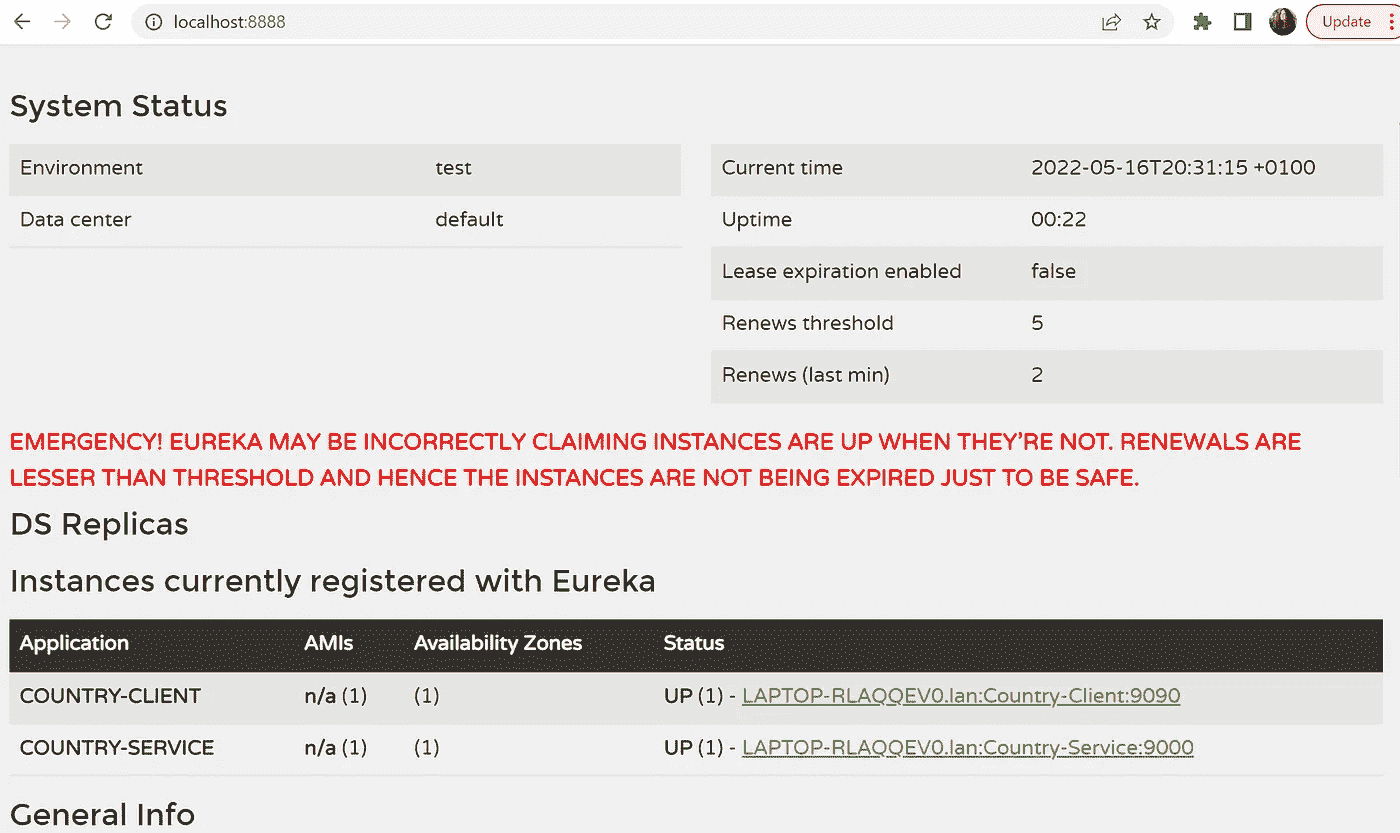 localhost:8888
Update
System Status
Environment test
Data center default
Current time 2022-05-16T20:31:15 +0100
Uptime 00:22
Lease expiration enabled false
Renews threshold 5
Renews (last min) 2
EMERGENCY! EUREKA MAY BE INCORRECTLY CLAIMING INSTANCES ARE UP WHEN THEY'RE NOT. RENEWALS ARE
LESSER THAN THRESHOLD AND HENCE THE INSTANCES ARE NOT BEING EXPIRED JUST TO BE SAFE.
DS Replicas
Instances currently registered with Eureka
Application AMIs Availability Zones Status
COUNTRY-CLIENT n/a (1) (1) UP (1) - LAPTOP-RLAQQEV0.lan:Country-Client:9090
COUNTRY-SERVICE n/a (1) (1) UP (1) - LAPTOP-RLAQQEV0.lan:Country-Service:9000
General Info